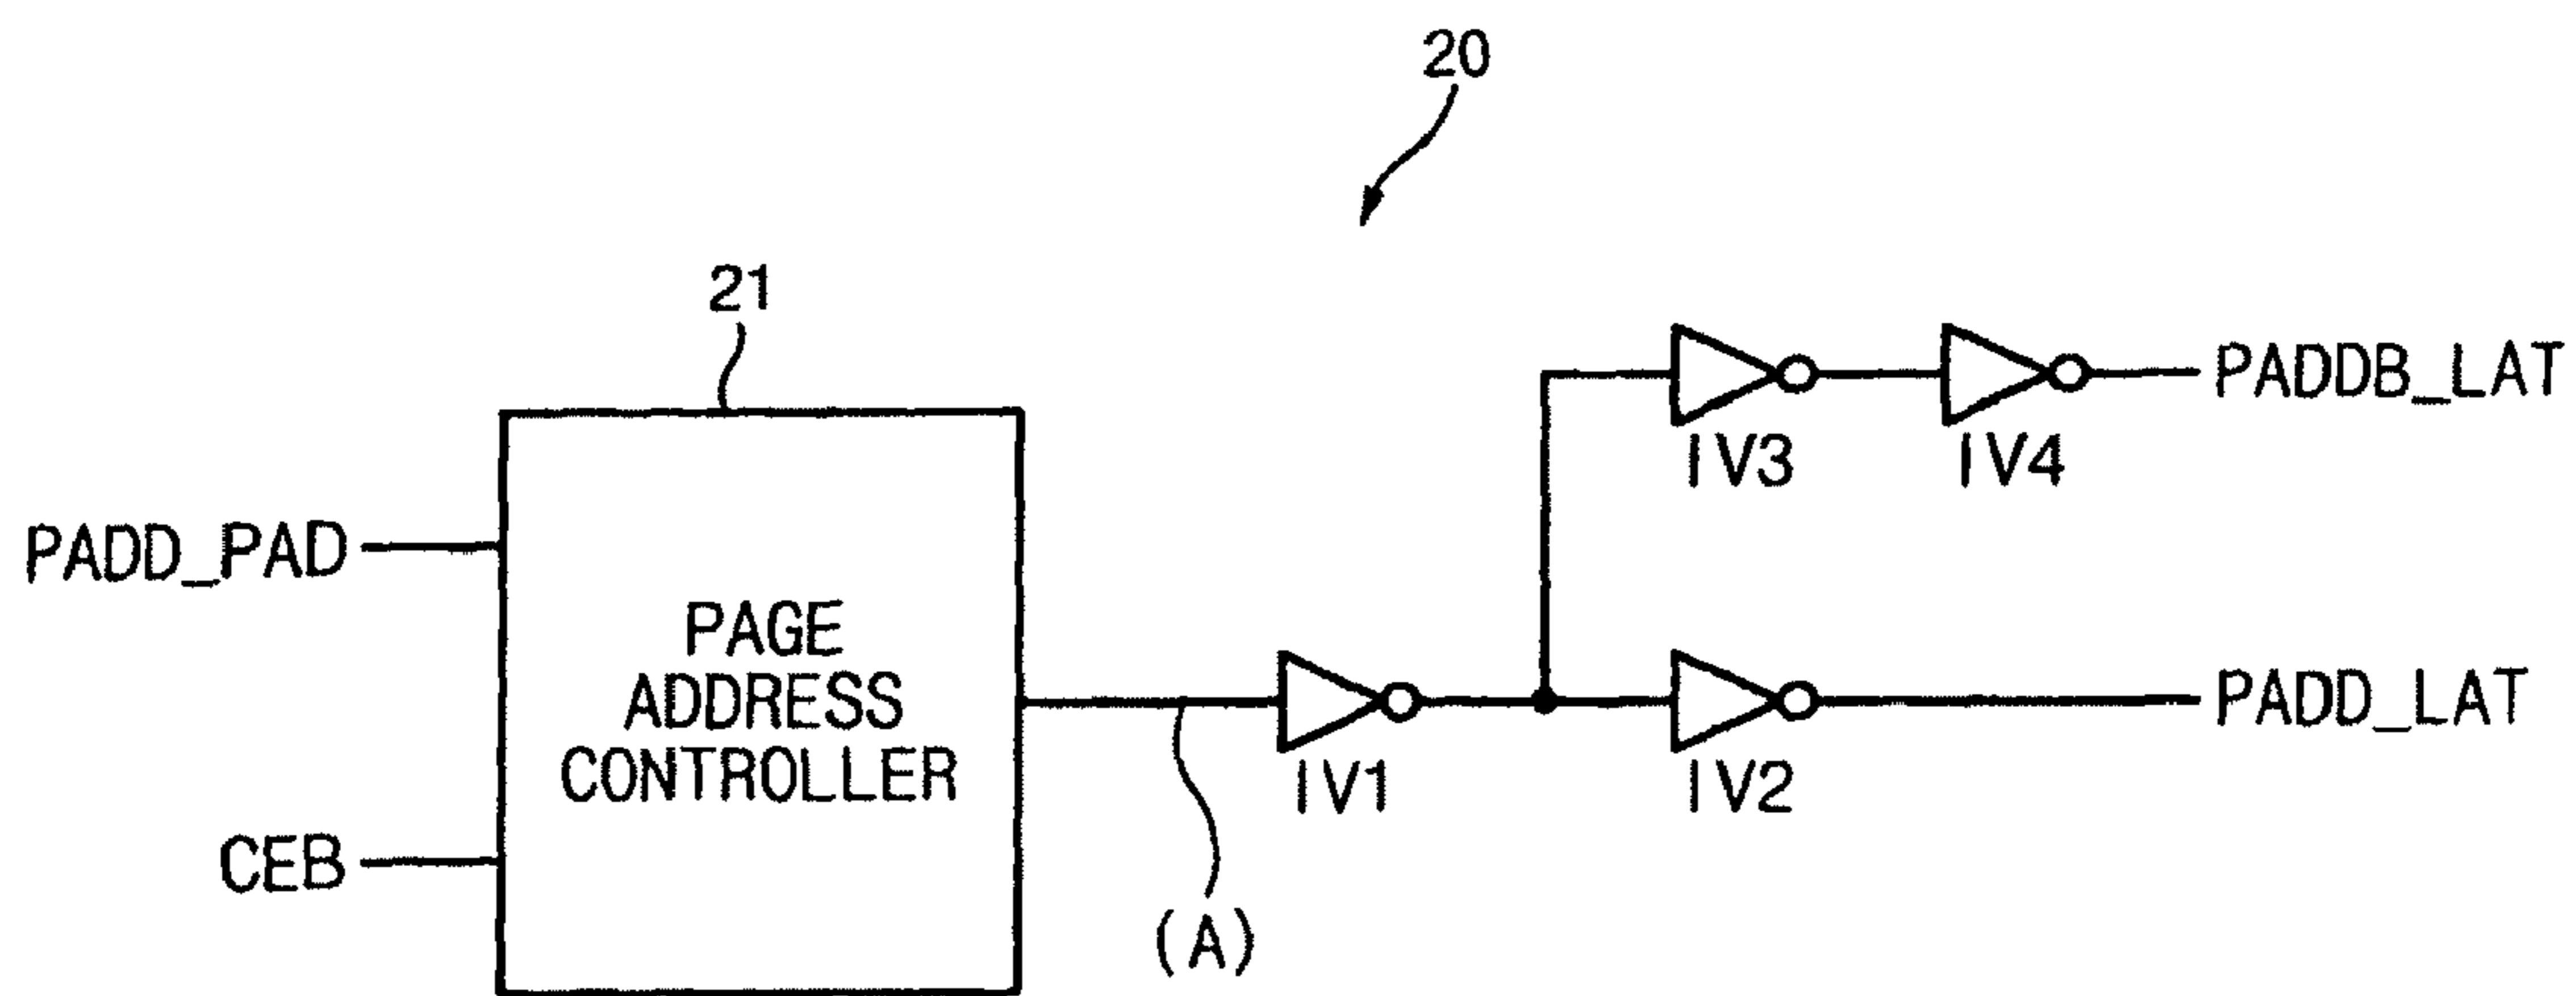 20
21
PADD_PAD
CEB
PAGE
ADDRESS
CONTROLLER
(A)
IV1
IV3
IV4
PADDB_LAT
IV2
PADD_LAT